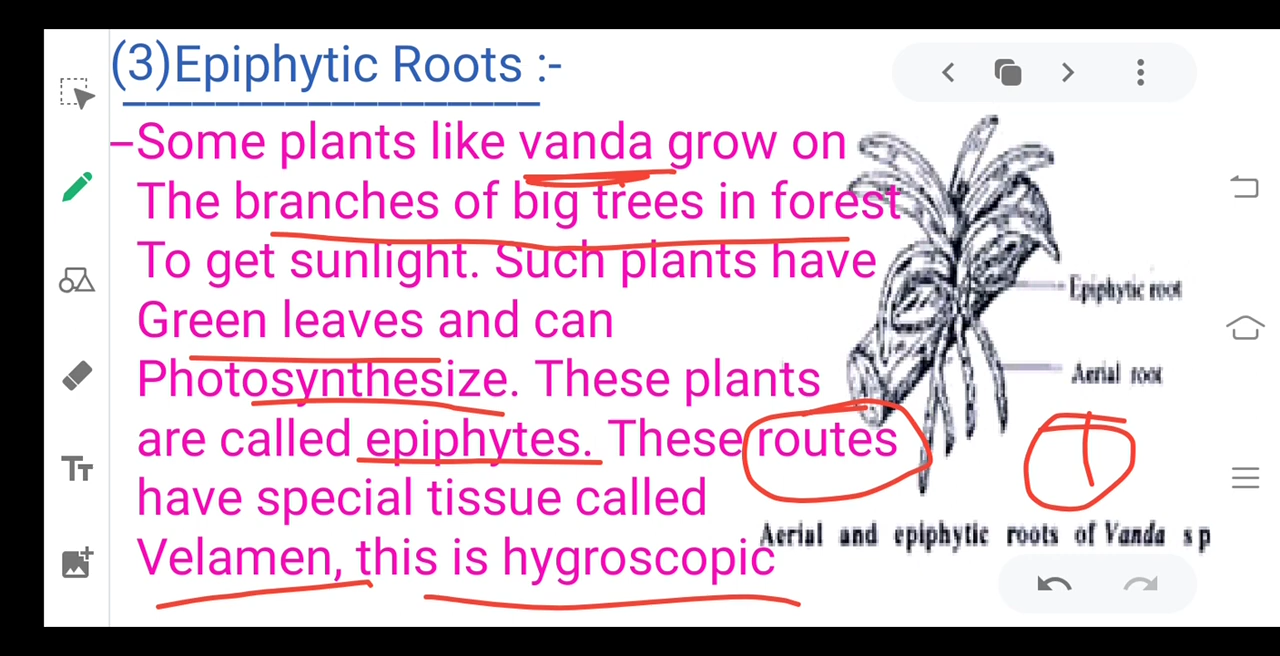 (3)Epiphytic Roots :-
–Some plants like vanda grow on
The branches of big trees in forest
To get sunlight. Such plants have
Green leaves and can
Photosynthesize. These plants
are called epiphytes. These routes
have special tissue called
Velamen, this is hygroscopic
Epiphytic root
Aerial root
Aerial and epiphytic roots of Vanda sp
TT